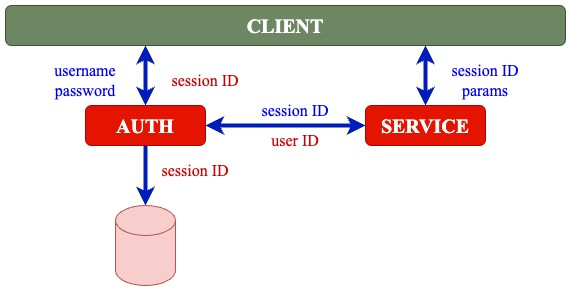 CLIENT
username
password
session ID
session ID
params
AUTH
session ID
user ID
SERVICE
session ID